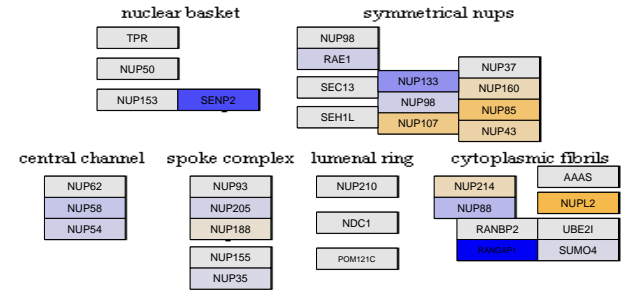 nuclear basket
symmetrical nups
TPR
NUP50
NUP153 SENP2
NUP98
RAE1
SEC13
SEH1L
NUP133
NUP98
NUP107
NUP37
NUP160
NUP85
NUP43
central channel
spoke complex
lumenal ring
cytoplasmic fibrils
NUP62
NUP58
NUP54
NUP93
NUP205
NUP188
NUP155
NUP35
NUP210
NDC1
POM121C
NUP214
NUP88
AAAS
NUPL2
RANBP2 UBE2I
RANGAP1 SUMO4